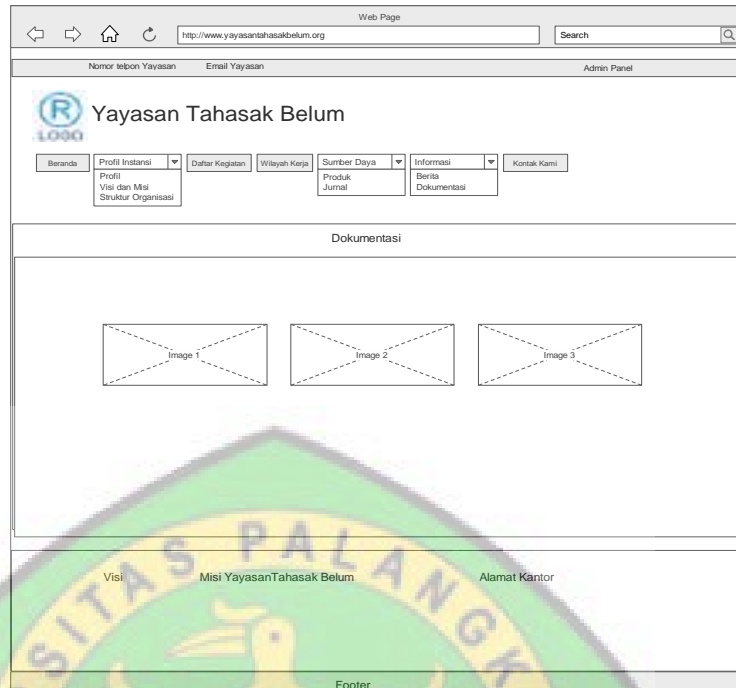 Web Page
http://www.yayasantahasakbelum.org
Search
Nomor telpon Yayasan Email Yayasan Admin Panel
R
LOGO
Yayasan Tahasak Belum
Beranda Profil Instansi Daftar Kegiatan Wilayah Kerja Sumber Daya Informasi Kontak Kami
Profil Produk Berita
Visi dan Misi Jurnal Dokumentasi
Struktur Organisasi
Dokumentasi
Image 1 Image 2 Image 3
SITAS PALANG
Visi Misi YayasanTahasak Belum Alamat Kantor
Footer